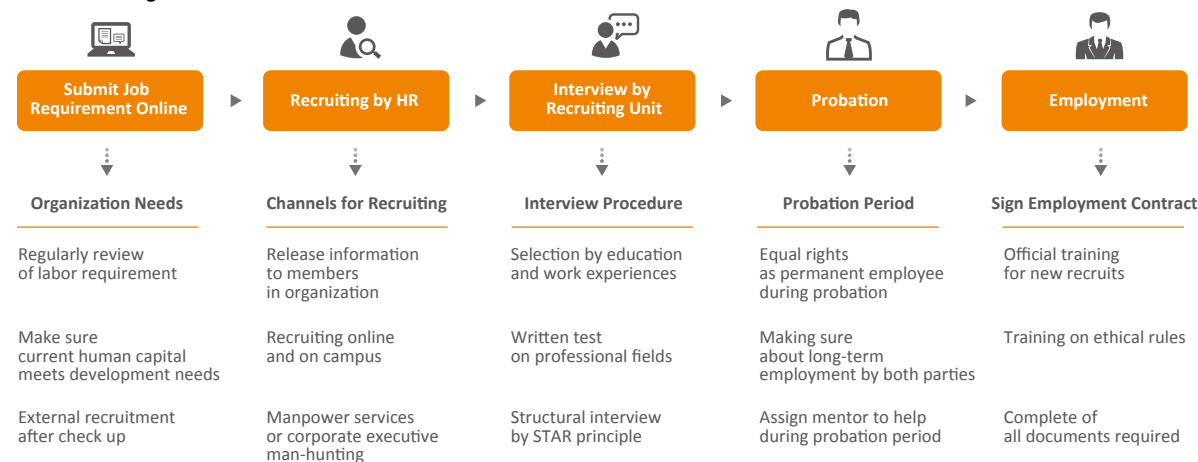 Submit Job
Requirement Online
Recruiting by HR
Interview by
Recruiting Unit
Probation
Employment
Organization Needs
Channels for Recruiting
Interview Procedure
Probation Period
Sign Employment Contract
Regularly review
of labor requirement
Make sure
current human capital
meets development needs
External recruitment
after check up
Release information
to members
in organization
Recruiting online
and on campus
Manpower services
or corporate executive
man-hunting
Selection by education
and work experiences
Written test
on professional fields
Structural interview
by STAR principle
Equal rights
as permanent employee
during probation
Making sure
about long-term
employment by both parties
Assign mentor to help
during probation period
Official training
for new recruits
Training on ethical rules
Complete of
all documents required